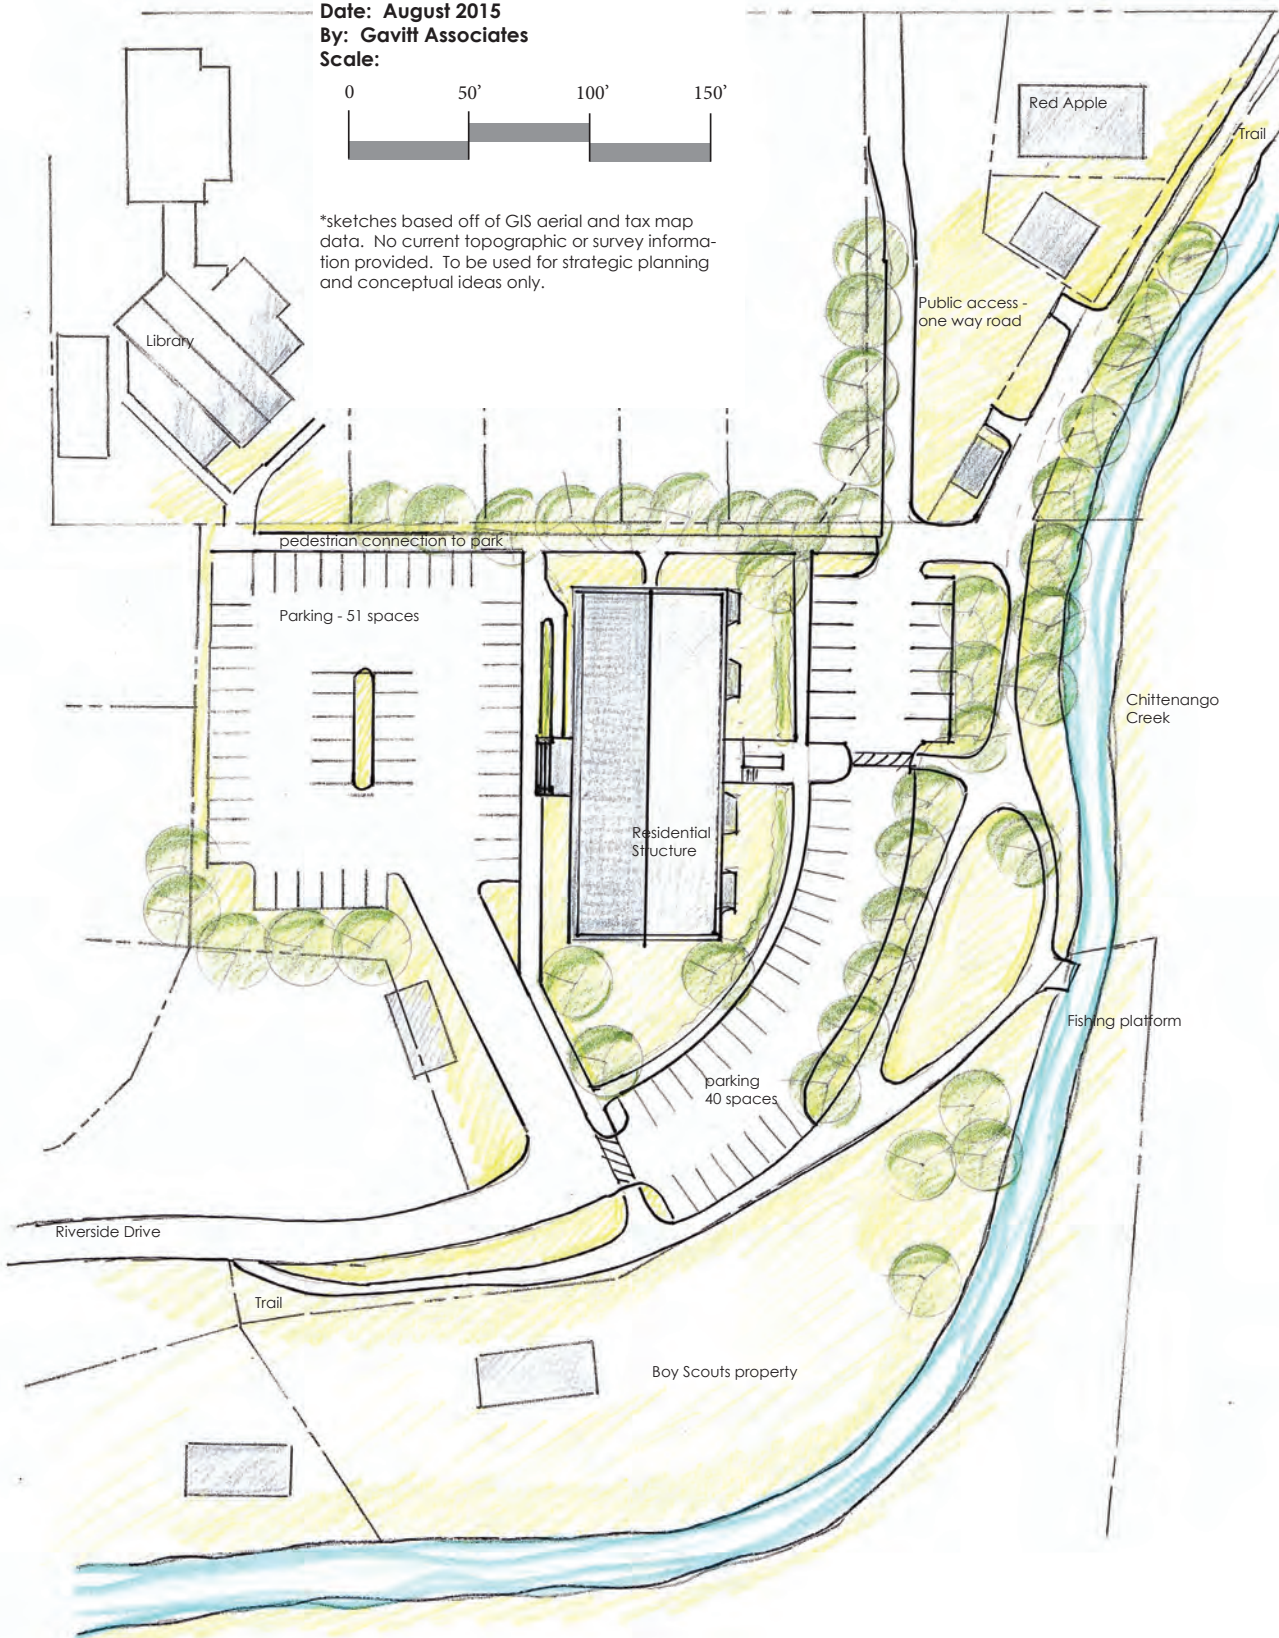 Date: August 2015
By: Gavitt Associates
Scale:
0 50’ 100’ 150’
*sketches based off of GIS aerial and tax map
data. No current topographic or survey informa-
tion provided. To be used for strategic planning
and conceptual ideas only.
Red Apple
Trail
Public access -
one way road
Library
pedestrian connection to park
Parking - 51 spaces
Chittenango
Creek
Residential
Structure
Fishing platform
parking
40 spaces
Riverside Drive
Trail
Boy Scouts property